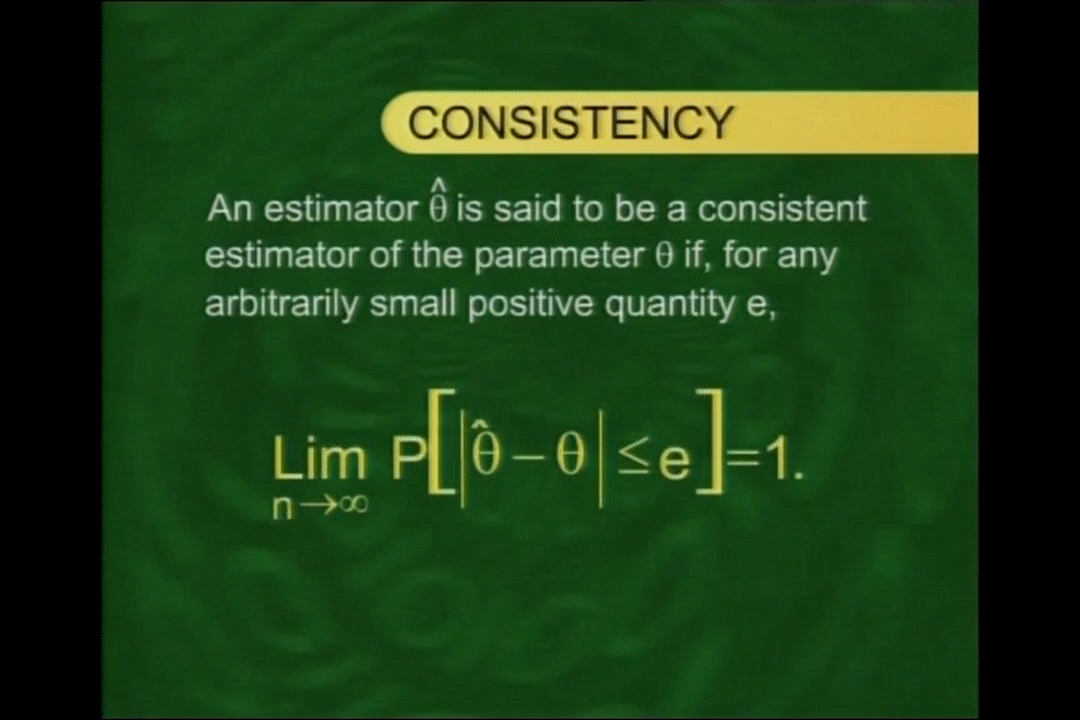 CONSISTENCY
An estimator θ̂ is said to be a consistent
estimator of the parameter θ if, for any
arbitrarily small positive quantity e,
Lim P[|θ̂ – θ| ≤ e]=1.
n→∞